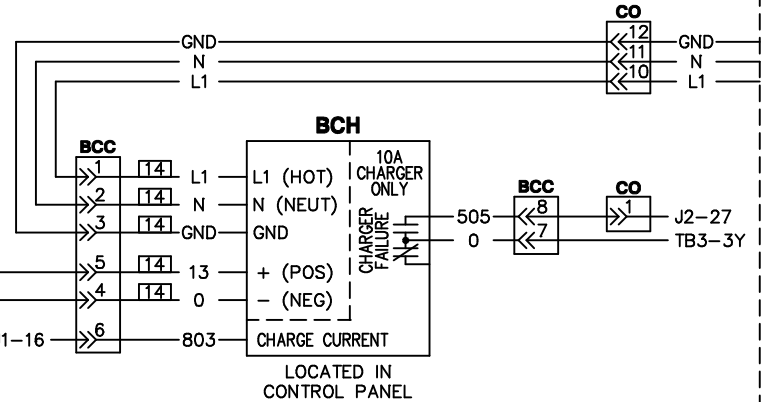 CO
GND 12 GND
N 11 N
L1 10 L1
BCH
BCC
1 14 L1 L1 (HOT)
2 14 N N (NEUT)
3 14 GND GND
5 14 13 + (POS)
4 14 0 − (NEG)
1-16 6 803 CHARGE CURRENT
10A
CHARGER
ONLY
CHARGER
FAILURE
BCC
CO
505 8 1 J2-27
0 7 TB3-3Y
LOCATED IN
CONTROL PANEL